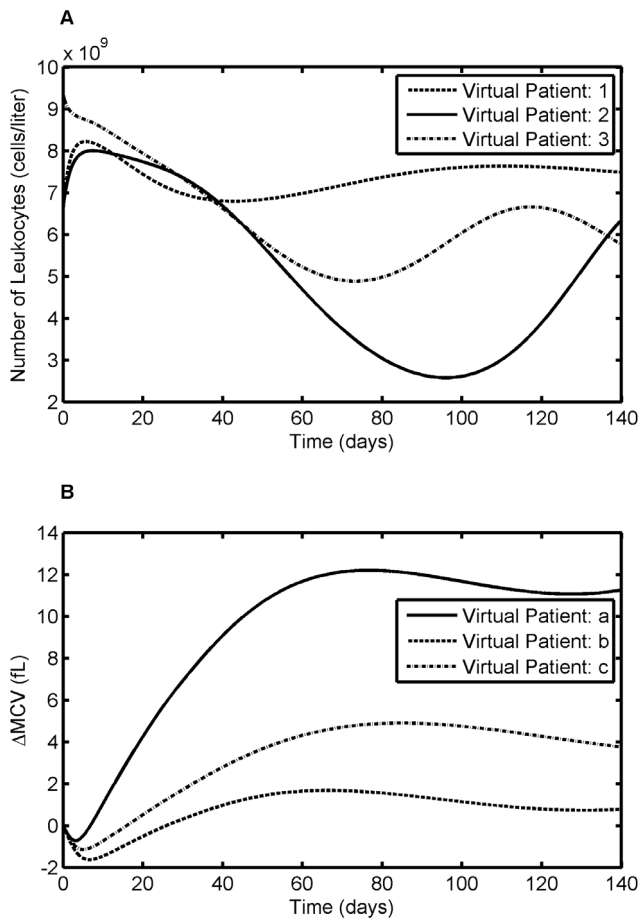 A
x 10^9
10
9
8
7
6
5
4
3
2
Number of Leukocytes (cells/liter)
Virtual Patient: 1
Virtual Patient: 2
Virtual Patient: 3
0 20 40 60 80 100 120 140
Time (days)
B
14
12
10
8
6
4
2
0
-2
ΔMCV (fL)
Virtual Patient: a
Virtual Patient: b
Virtual Patient: c
0 20 40 60 80 100 120 140
Time (days)